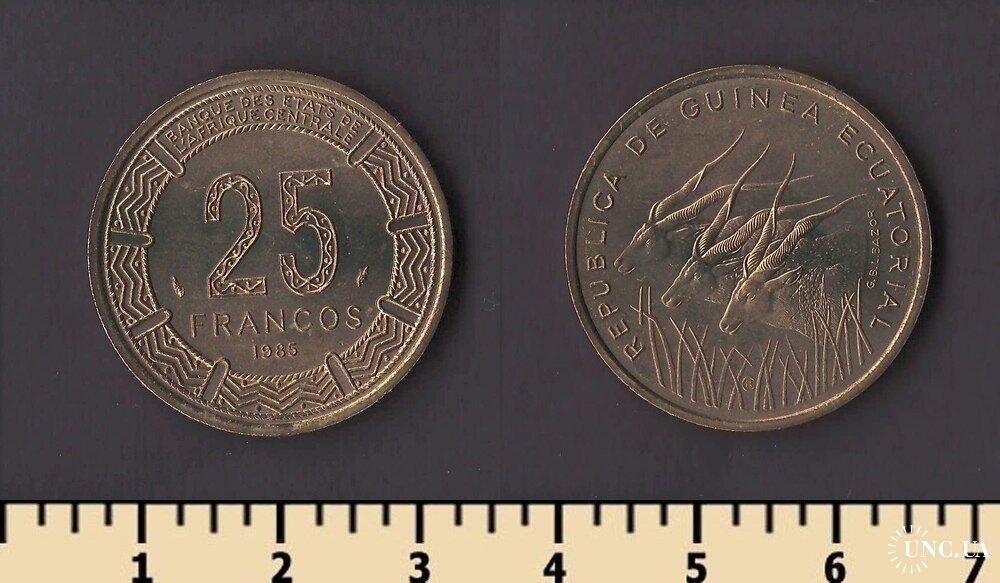 BANQUE DES ETATS DE
L'AFRIQUE CENTRALE
25
FRANCOS
1985
REPUBLICA DE GUINEA ECUATORIAL
1 2 3 4 5 6 7
UNC.UA